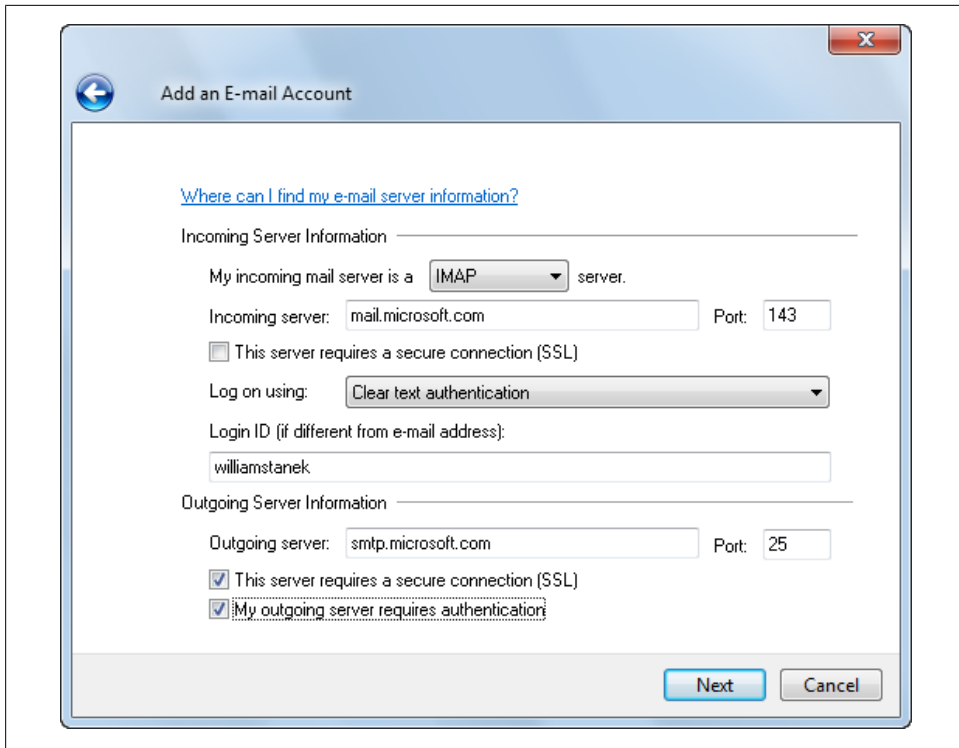 Add an E-mail Account
Where can I find my e-mail server information?
Incoming Server Information
My incoming mail server is a IMAP server.
Incoming server: mail.microsoft.com Port: 143
This server requires a secure connection (SSL)
Log on using: Clear text authentication
Login ID (if different from e-mail address):
williamstanek
Outgoing Server Information
Outgoing server: smtp.microsoft.com Port: 25
This server requires a secure connection (SSL)
My outgoing server requires authentication
Next Cancel